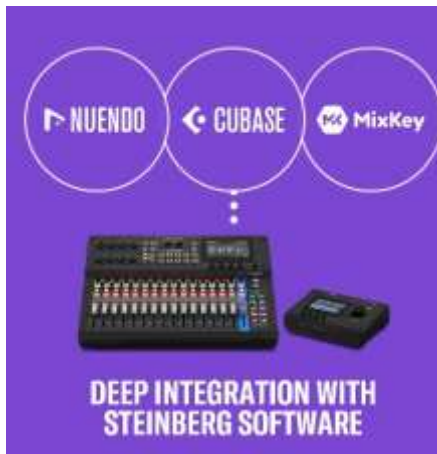 NUENDO
CUBASE
MixKey
DEEP INTEGRATION WITH
STEINBERG SOFTWARE